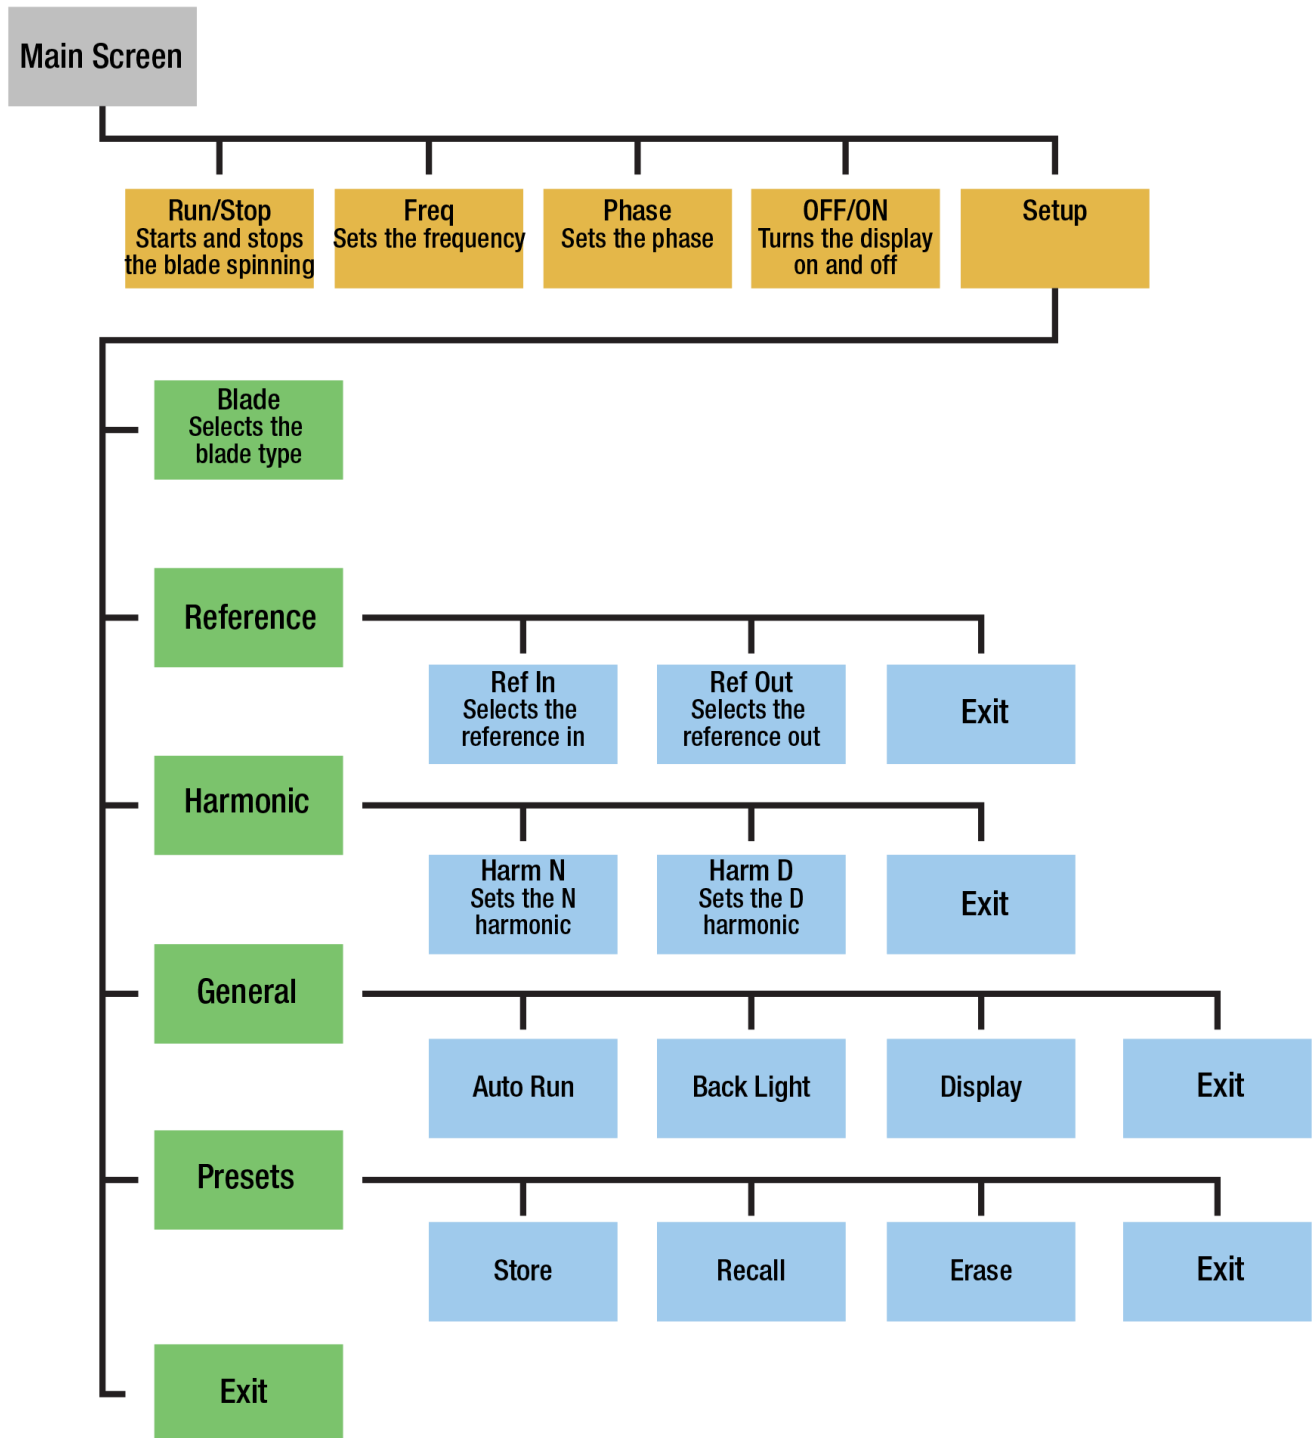 Main Screen
Run/Stop
Starts and stops
the blade spinning
Freq
Sets the frequency
Phase
Sets the phase
OFF/ON
Turns the display
on and off
Setup
Blade
Selects the
blade type
Reference
Ref In
Selects the
reference in
Ref Out
Selects the
reference out
Exit
Harmonic
Harm N
Sets the N
harmonic
Harm D
Sets the D
harmonic
Exit
General
Auto Run
Back Light
Display
Exit
Presets
Store
Recall
Erase
Exit
Exit